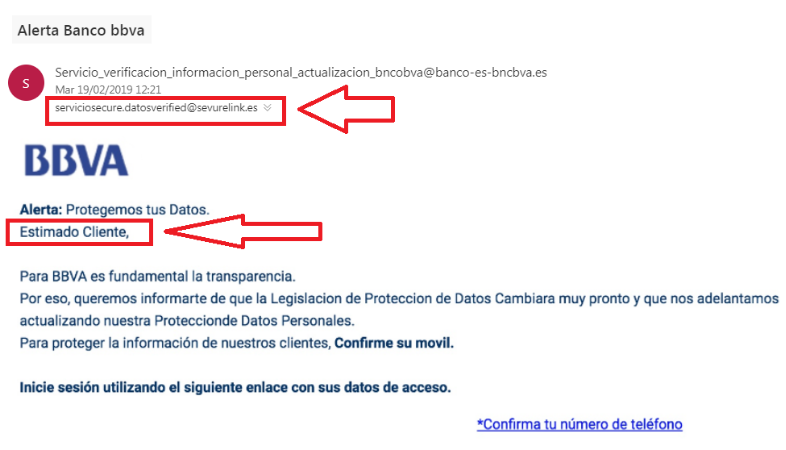 Alerta Banco bbva
S
Servicio_verificacion_informacion_personal_actualizacion_bncobva@banco-es-bncbva.es
Mar 19/02/2019 12:21
serviciosecure.datosverified@sevurelink.es
BBVA
Alerta: Protegemos tus Datos.
Estimado Cliente,
Para BBVA es fundamental la transparencia.
Por eso, queremos informarte de que la Legislacion de Proteccion de Datos Cambiara muy pronto y que nos adelantamos
actualizando nuestra Proteccionde Datos Personales.
Para proteger la información de nuestros clientes, Confirme su movil.
Inicie sesión utilizando el siguiente enlace con sus datos de acceso.
*Confirma tu número de teléfono